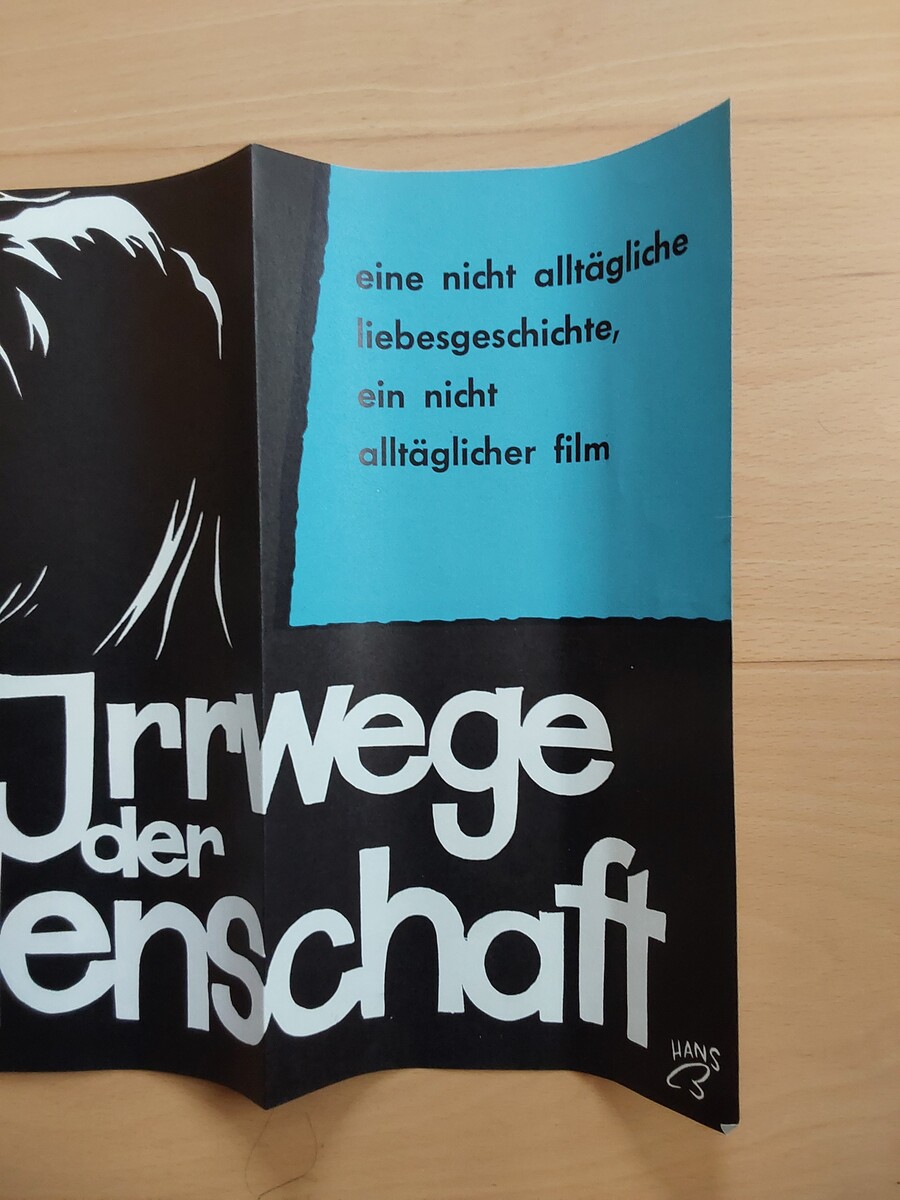 eine nicht alltägliche
liebesgeschichte,
ein nicht
alltäglicher film
Jrrwege
der
enschaft
HANS
B